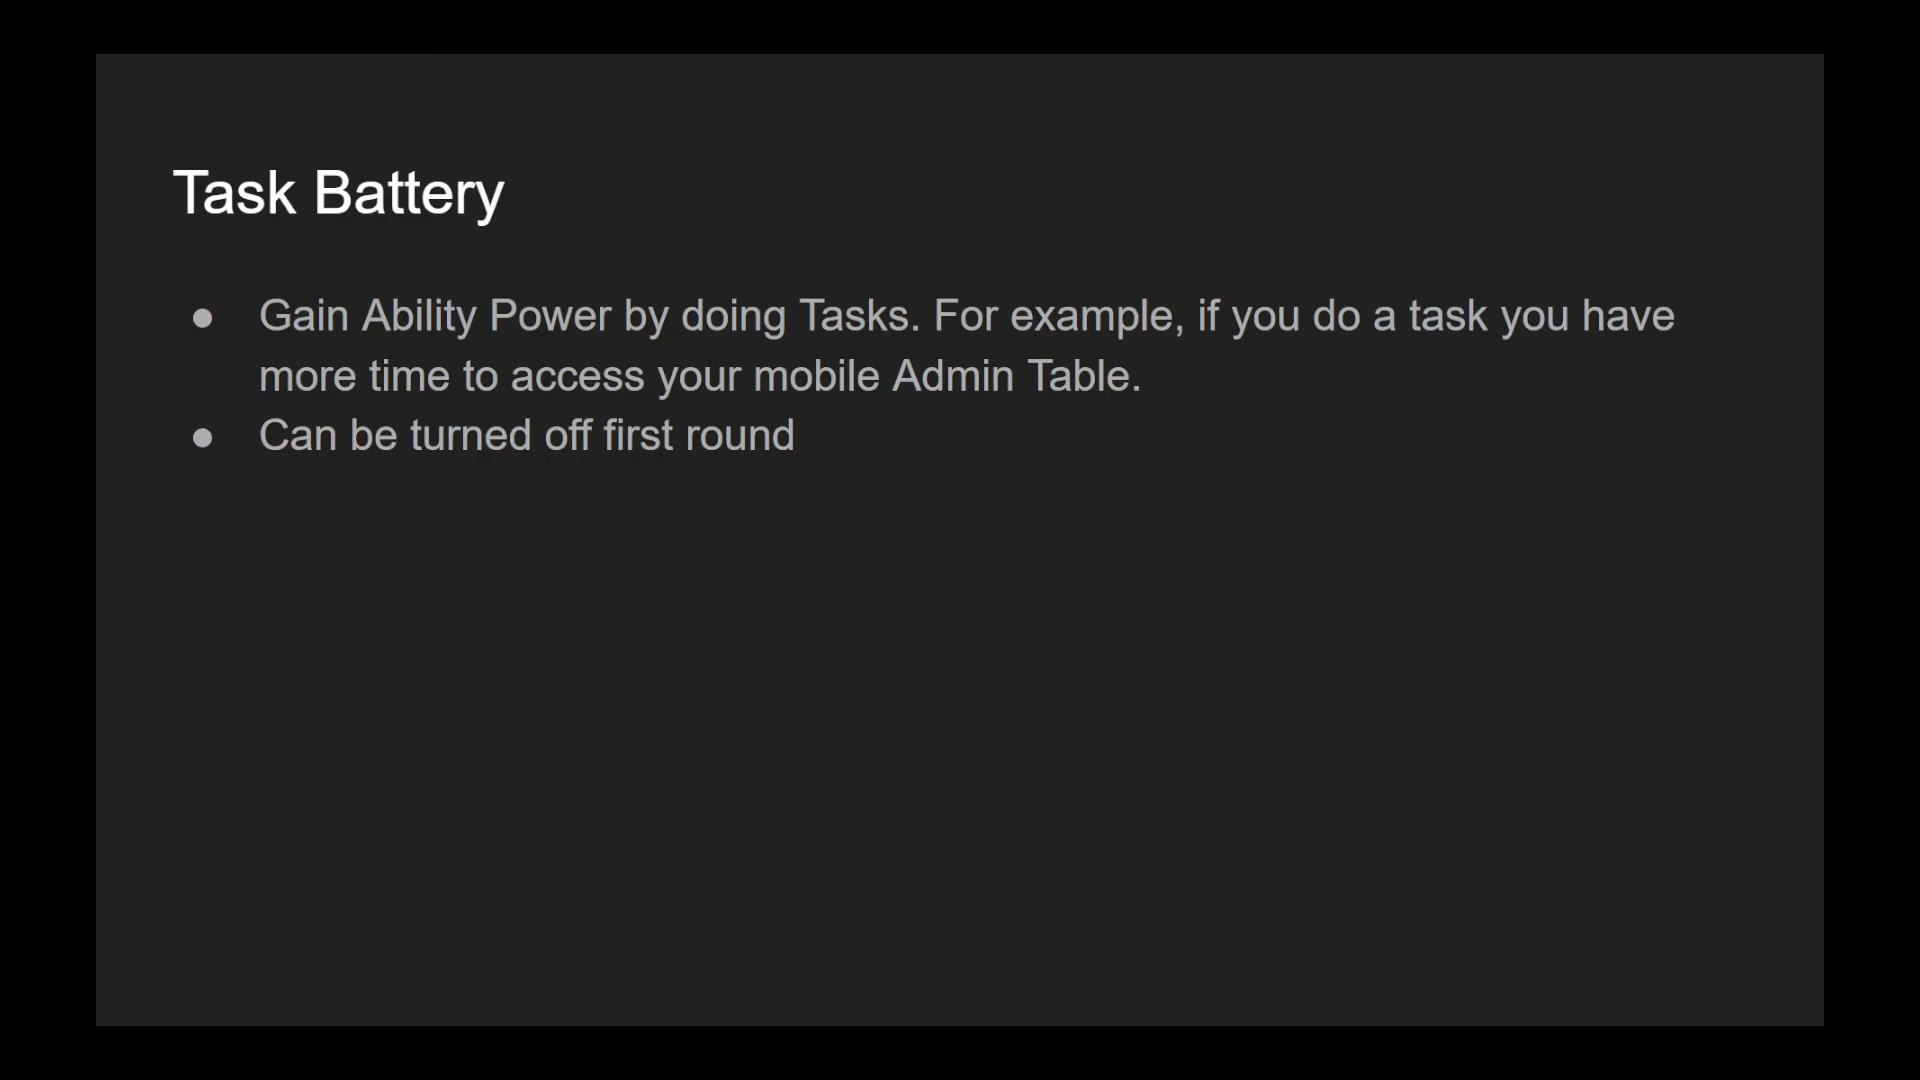 Task Battery
● Gain Ability Power by doing Tasks. For example, if you do a task you have
more time to access your mobile Admin Table.
● Can be turned off first round